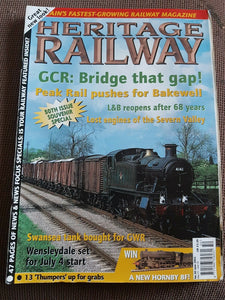 Great new look!
BRITAIN'S FASTEST-GROWING RAILWAY MAGAZINE
HERITAGE
RAILWAY
GCR: Bridge that gap!
Peak Rail pushes for Bakewell
50TH ISSUE
SOUVENIR
SPECIAL
L&B reopens after 68 years
Lost engines of the Severn Valley
47 PAGES OF NEWS & NEWS FOCUS SPECIALS: IS YOUR RAILWAY FEATURED INSIDE?
Swansea tank bought for GWR
Wensleydale set
for July 4 start
WIN
• 13 'Thumpers' up for grabs
A NEW HORNBY 8F!